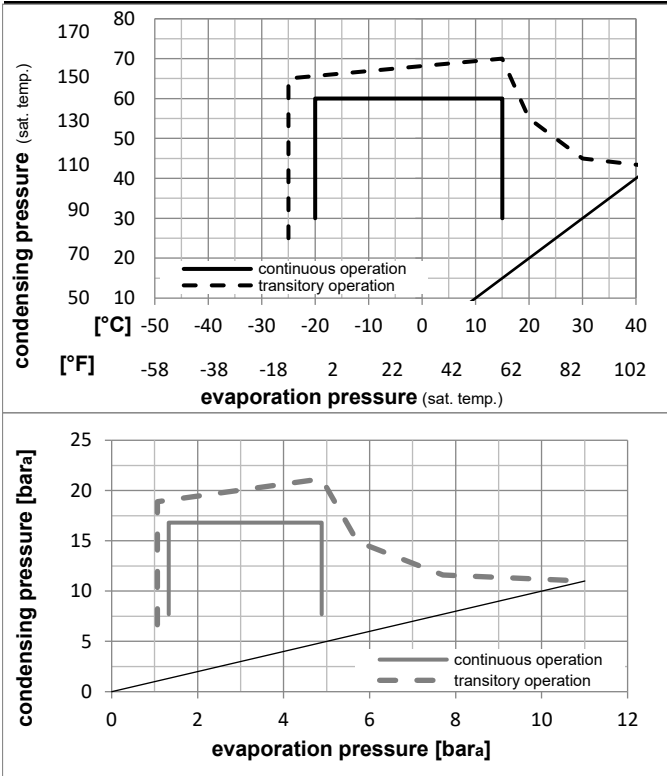 condensing pressure (sat. temp.)
170 80
70
150 60
130 50
110 40
90 30
70 20
50 10
continuous operation
transitory operation
[°C] -50 -40 -30 -20 -10 0 10 20 30 40
[°F] -58 -38 -18 2 22 42 62 82 102
evaporation pressure (sat. temp.)
condensing pressure [bara]
25
20
15
10
5
0
continuous operation
transitory operation
0 2 4 6 8 10 12
evaporation pressure [bara]